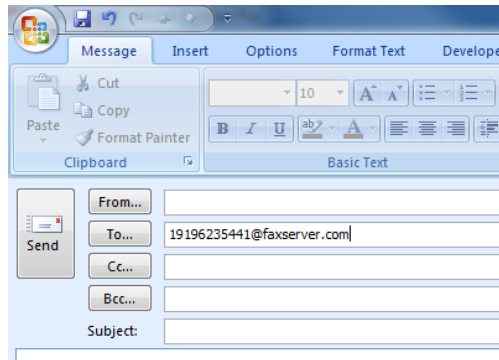 Message Insert Options Format Text Develope
Cut
Copy
Paste
Format Painter
Clipboard
10 A A
B I U ab A
Basic Text
From...
Send
To... 19196235441@faxserver.com
Cc...
Bcc...
Subject: